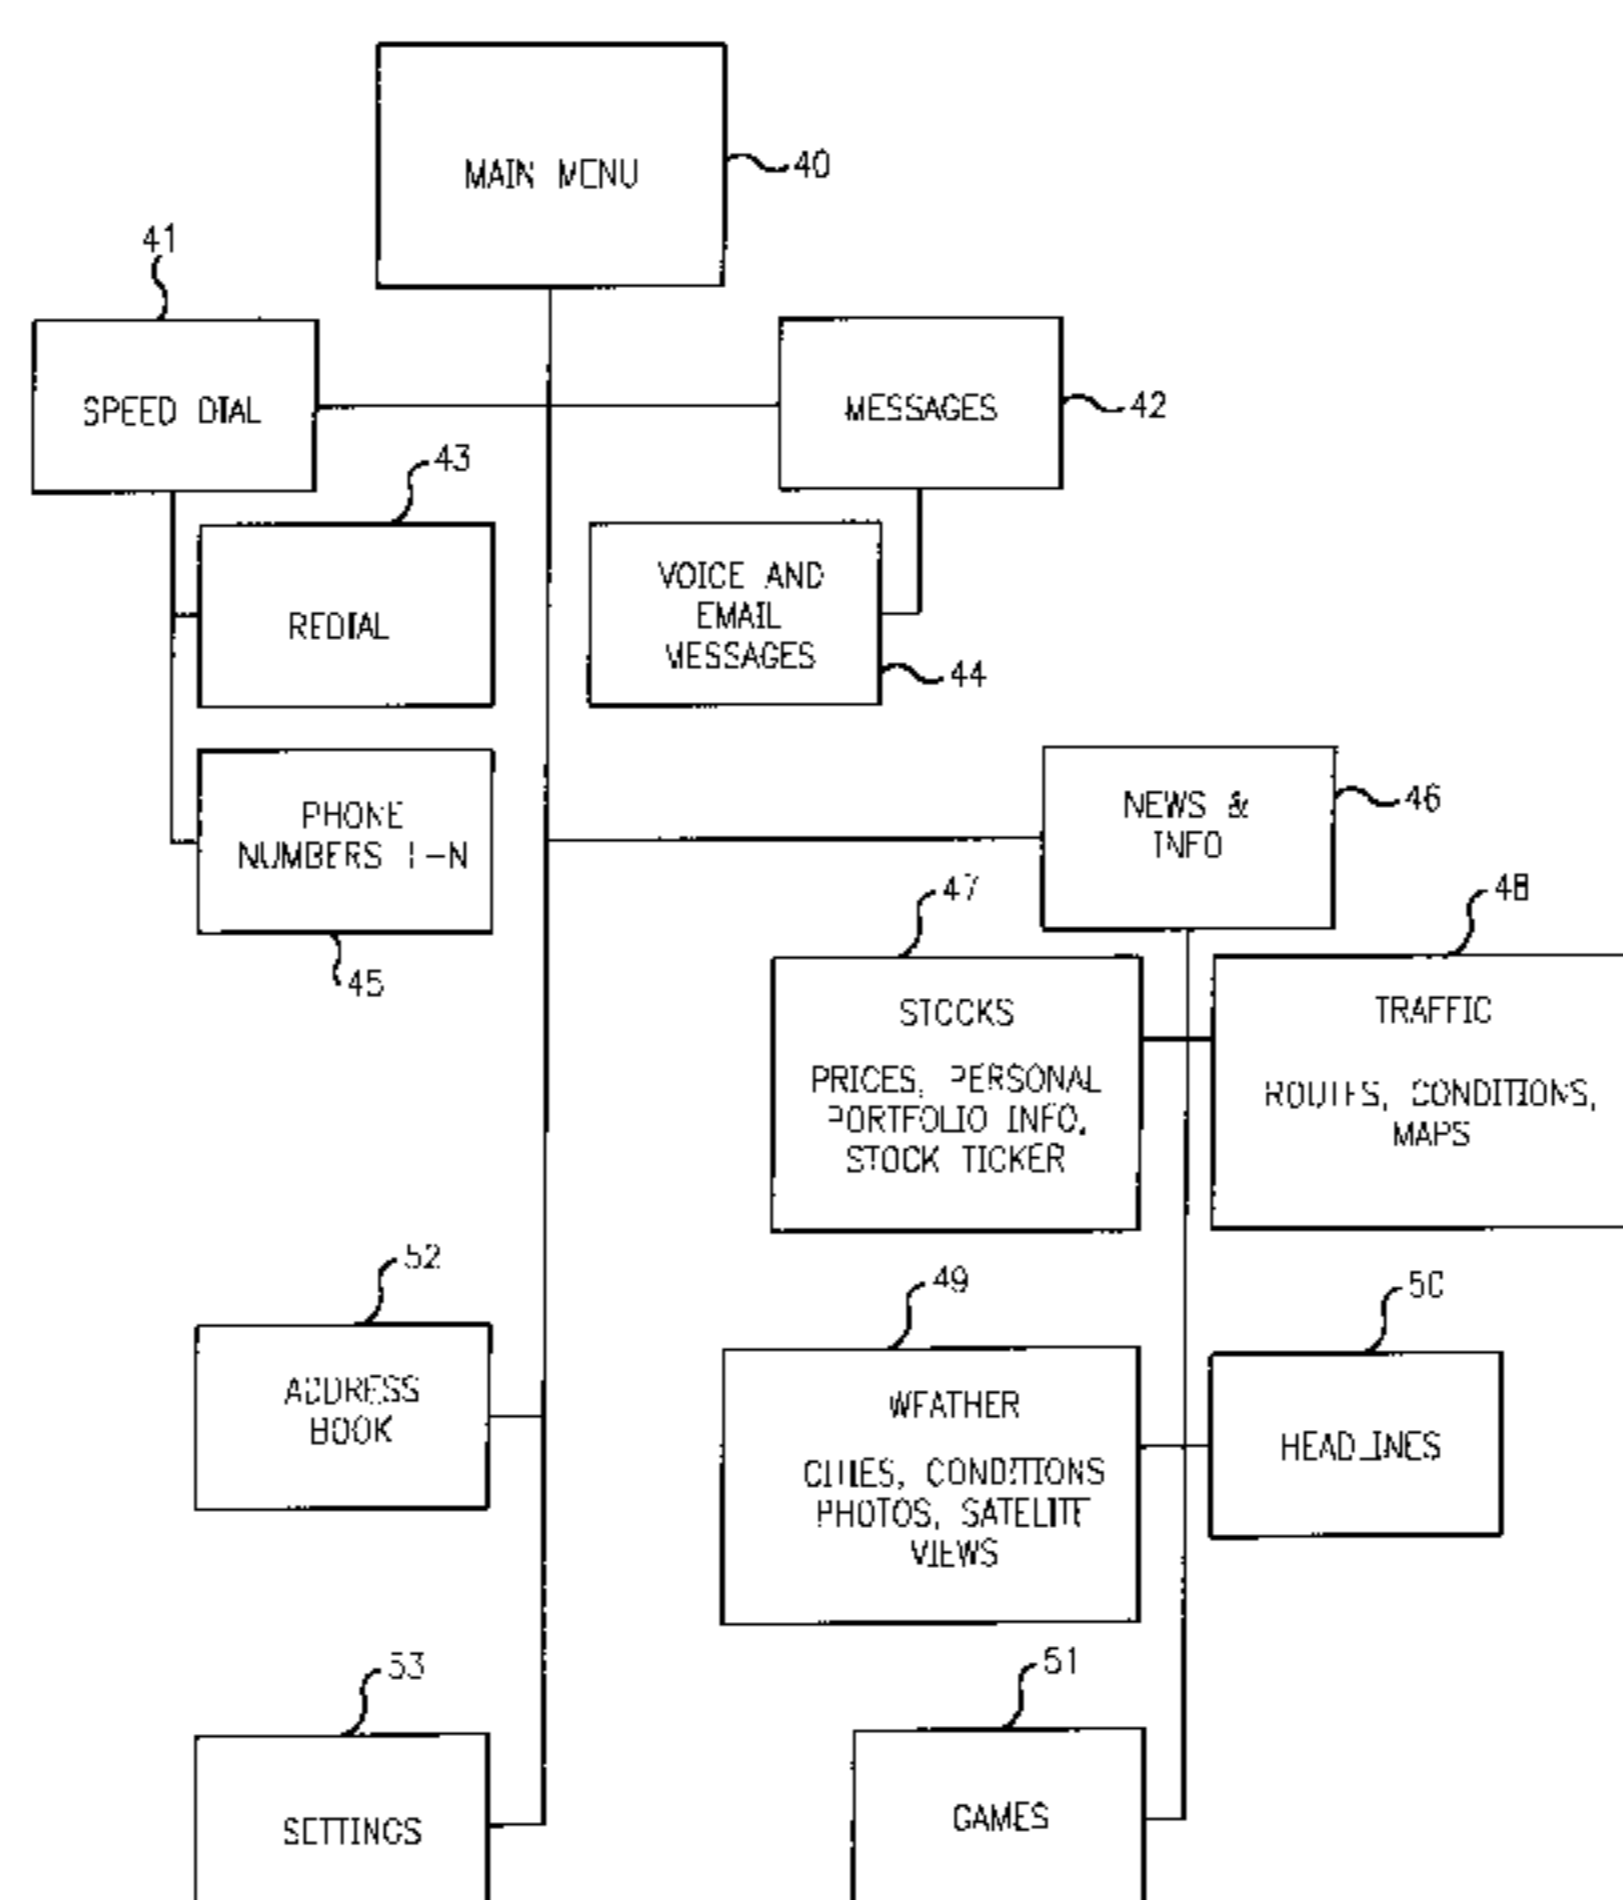 MAIN MENU
40
41
SPEED DIAL
MESSAGES
42
43
REDIAL
VOICE AND
EMAIL
MESSAGES
44
PHONE
NUMBERS 1-N
45
NEWS &
INFO
46
47
STOCKS
PRICES, PERSONAL
PORTFOLIO INFO,
STOCK TICKER
48
TRAFFIC
ROUTES, CONDITIONS,
MAPS
52
ADDRESS
BOOK
49
WEATHER
CITIES, CONDITIONS
PHOTOS, SATELITE
VIEWS
50
HEADLINES
53
SETTINGS
51
GAMES